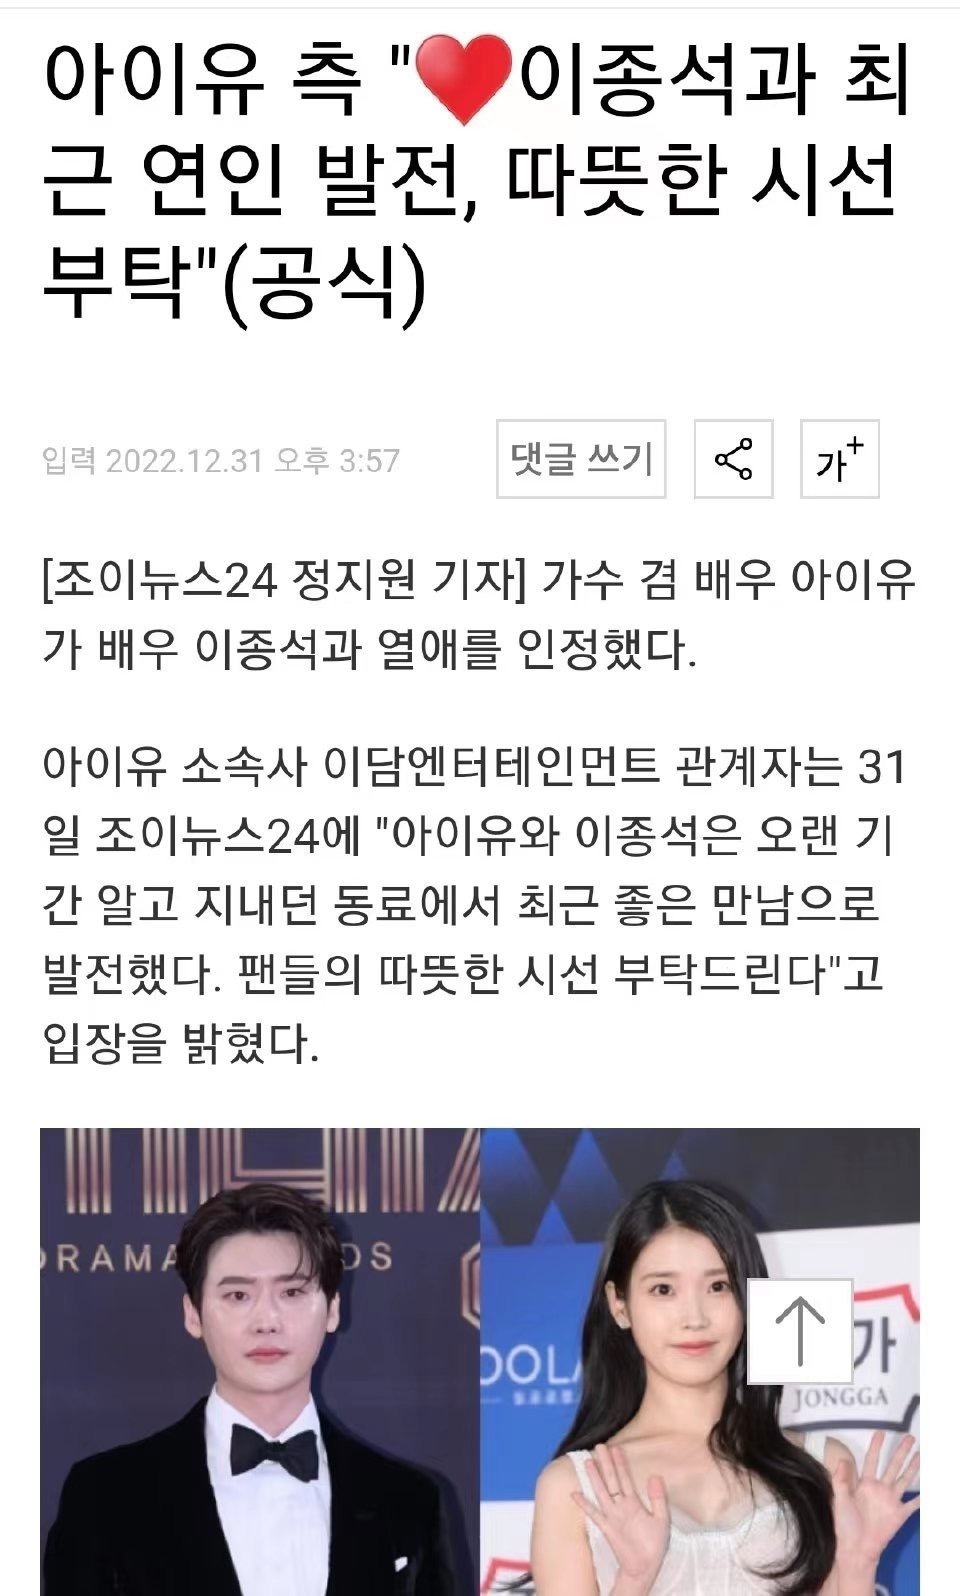 아이유 측 "♥이종석과 최
근 연인 발전, 따뜻한 시선
부탁"(공식)
입력 2022.12.31 오후 3:57
댓글 쓰기
가+
[조이뉴스24 정지원 기자] 가수 겸 배우 아이유
가 배우 이종석과 열애를 인정했다.
아이유 소속사 이담엔터테인먼트 관계자는 31
일 조이뉴스24에 "아이유와 이종석은 오랜 기
간 알고 지내던 동료에서 최근 좋은 만남으로
발전했다. 팬들의 따뜻한 시선 부탁드린다"고
입장을 밝혔다.
DRAMA
DS
OOLA
가
JONGGA